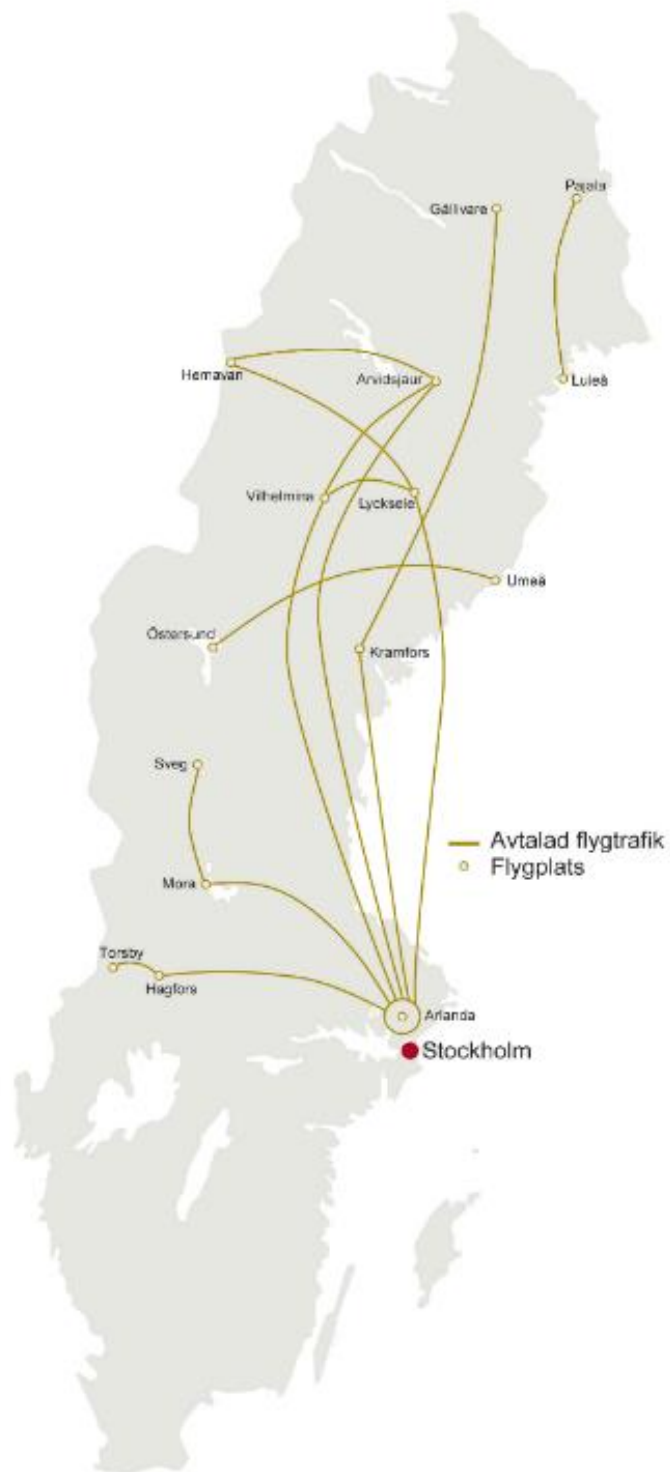 Pajala
Gällivare
Hemavan
Arvidsjaur
Luleå
Vilhelmina
Lycksele
Umeå
Östersund
Kramfors
Sveg
Avtalad flygtrafik
Flygplats
Mora
Torsby
Hagfors
Arlanda
Stockholm